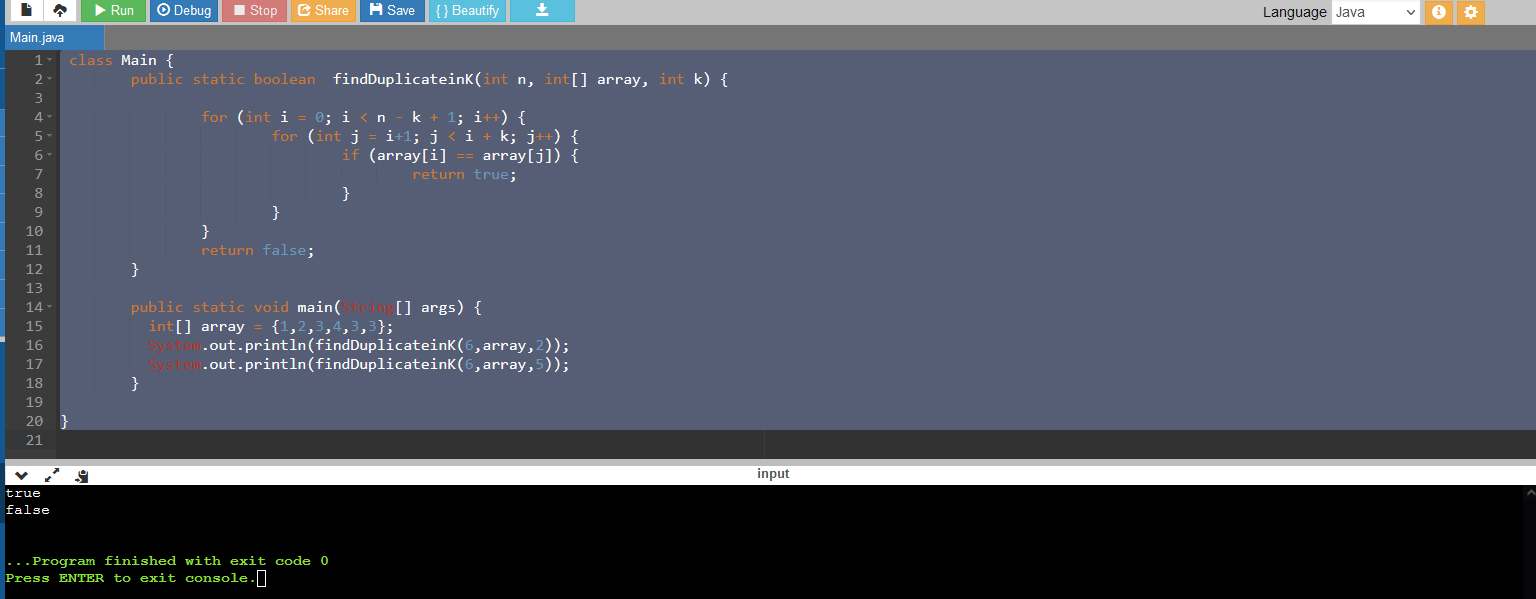 Run Debug Stop Share Save { } Beautify Language Java
Main.java
1 class Main {
2 public static boolean  findDuplicateinK(int n, int[] array, int k) {
3
4 for (int i = 0; i < n - k + 1; i++) {
5 for (int j = i+1; j < i + k; j++) {
6 if (array[i] == array[j]) {
7 return true;
8 }
9 }
10 }
11 return false;
12 }
13
14 public static void main(String[] args) {
15 int[] array = {1,2,3,4,3,3};
16 System.out.println(findDuplicateinK(6,array,2));
17 System.out.println(findDuplicateinK(6,array,5));
18 }
19
20 }
21
input
true
false
...Program finished with exit code 0
Press ENTER to exit console.